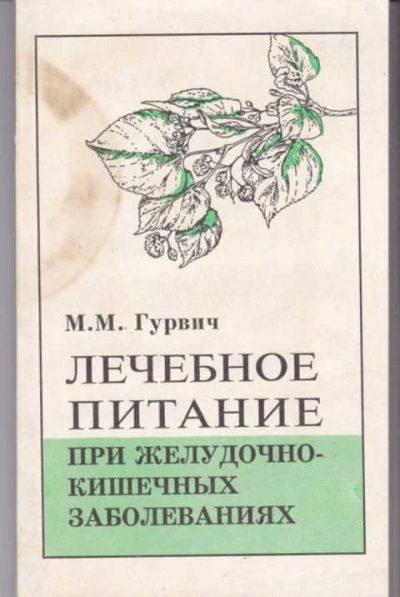 М.М. Гурвич
ЛЕЧЕБНОЕ
ПИТАНИЕ
ПРИ ЖЕЛУДОЧНО-
КИШЕЧНЫХ
ЗАБОЛЕВАНИЯХ